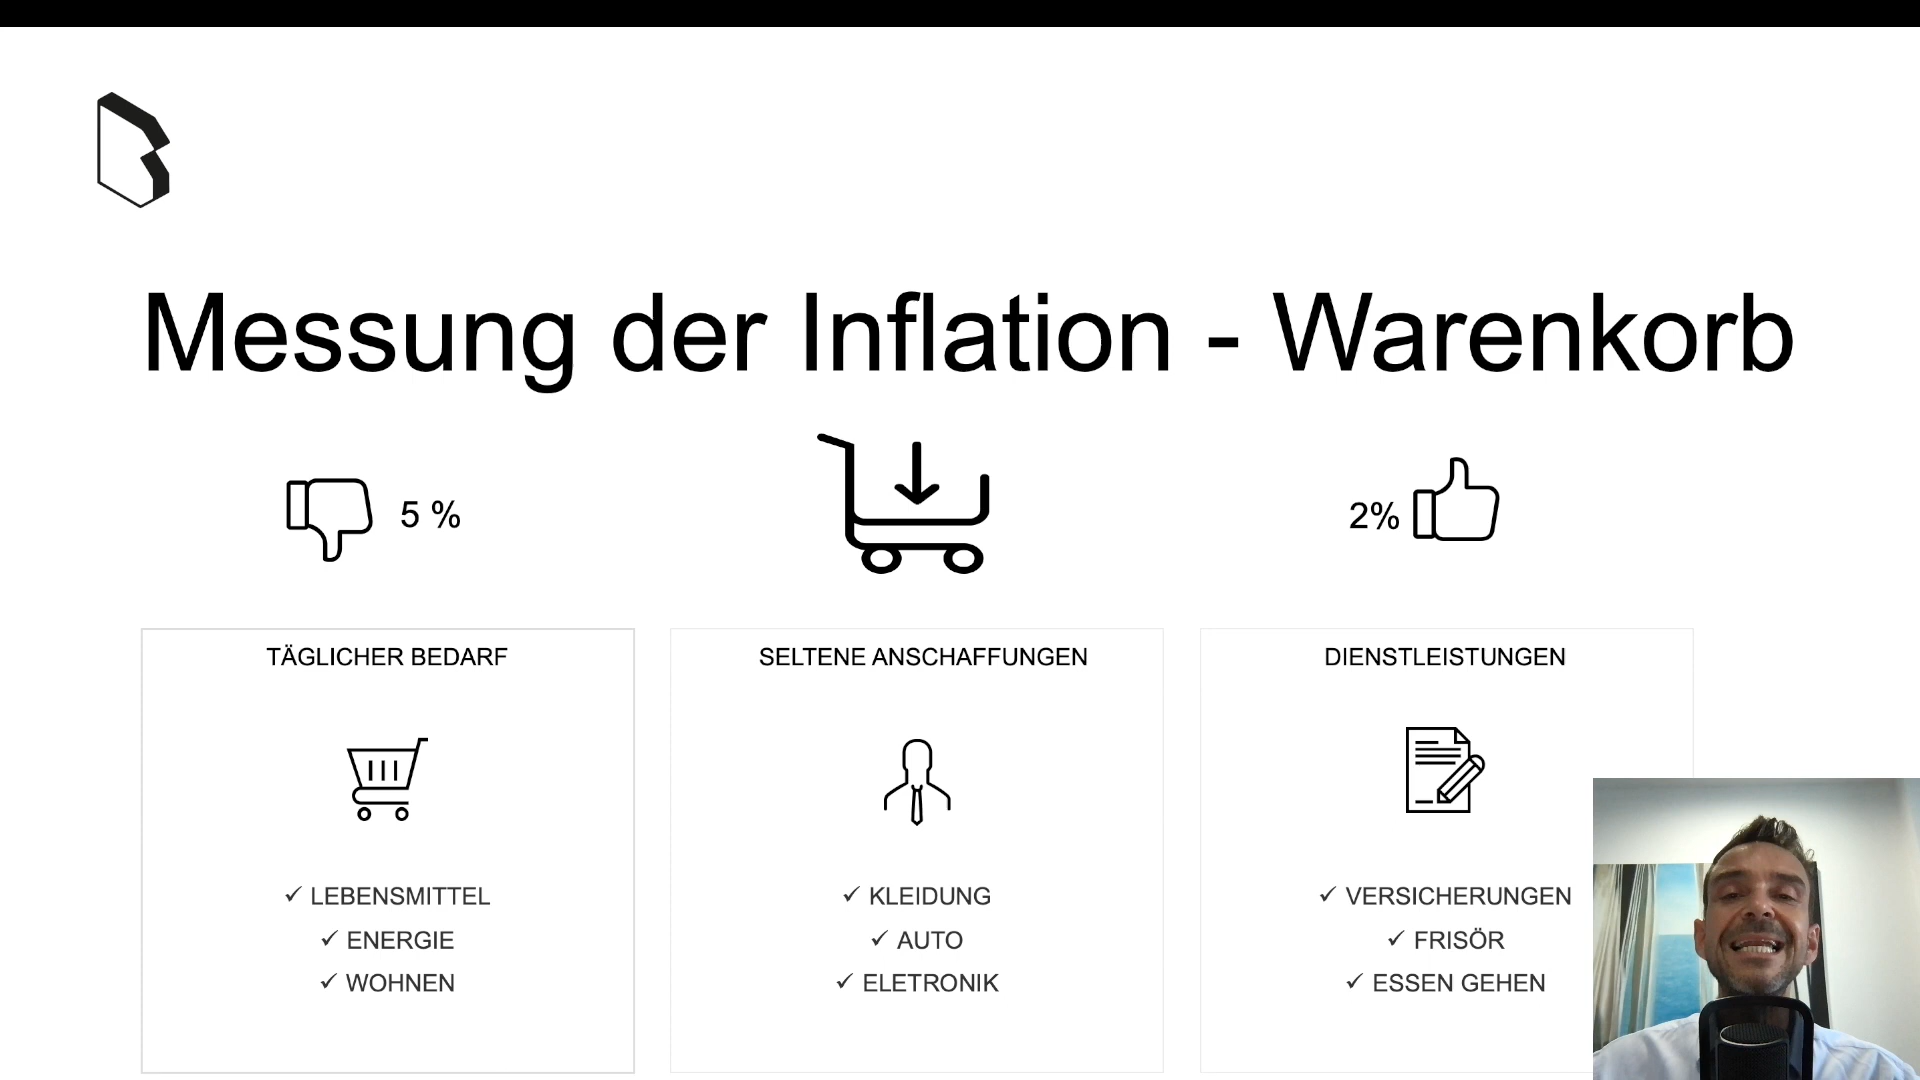 Messung der Inflation - Warenkorb
5 %
2%
TÄGLICHER BEDARF
✓ LEBENSMITTEL
✓ ENERGIE
✓ WOHNEN
SELTENE ANSCHAFFUNGEN
✓ KLEIDUNG
✓ AUTO
✓ ELETRONIK
DIENSTLEISTUNGEN
✓ VERSICHERUNGEN
✓ FRISÖR
✓ ESSEN GEHEN